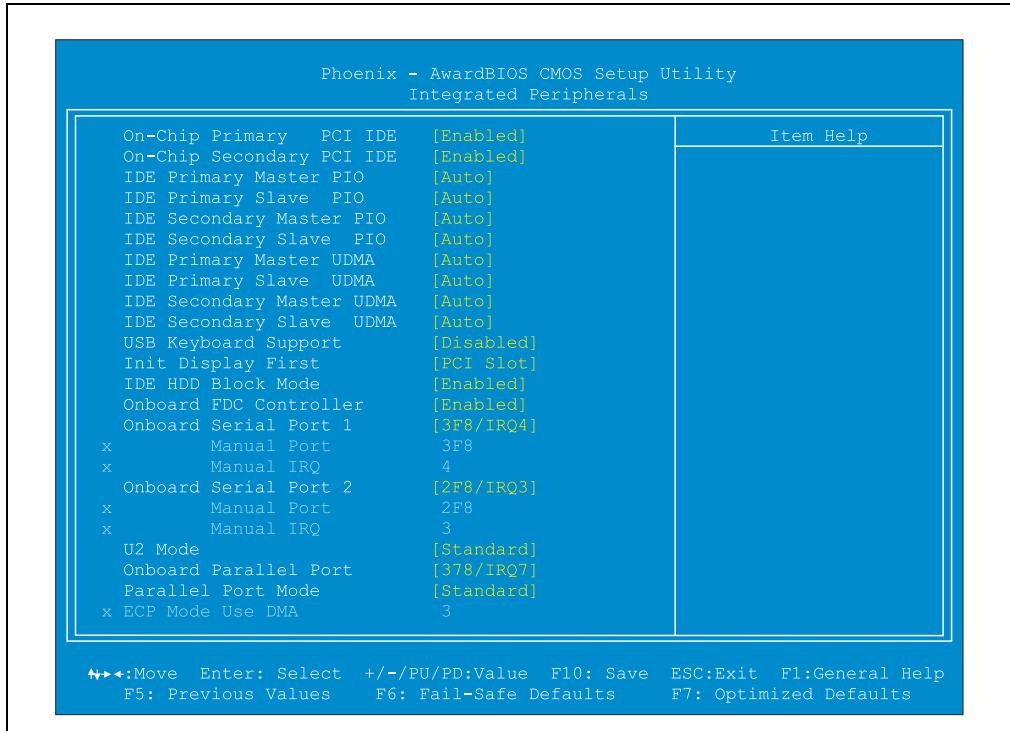 Phoenix - AwardBIOS CMOS Setup Utility
Integrated Peripherals
On-Chip Primary PCI IDE [Enabled] Item Help
On-Chip Secondary PCI IDE [Enabled]
IDE Primary Master PIO [Auto]
IDE Primary Slave PIO [Auto]
IDE Secondary Master PIO [Auto]
IDE Secondary Slave PIO [Auto]
IDE Primary Master UDMA [Auto]
IDE Primary Slave UDMA [Auto]
IDE Secondary Master UDMA [Auto]
IDE Secondary Slave UDMA [Auto]
USB Keyboard Support [Disabled]
Init Display First [PCI Slot]
IDE HDD Block Mode [Enabled]
Onboard FDC Controller [Enabled]
Onboard Serial Port 1 [3F8/IRQ4]
x Manual Port 3F8
x Manual IRQ 4
Onboard Serial Port 2 [2F8/IRQ3]
x Manual Port 2F8
x Manual IRQ 3
U2 Mode [Standard]
Onboard Parallel Port [378/IRQ7]
Parallel Port Mode [Standard]
x ECP Mode Use DMA 3
:Move Enter: Select +/-/PU/PD:Value F10: Save ESC:Exit F1:General Help
F5: Previous Values F6: Fail-Safe Defaults F7: Optimized Defaults